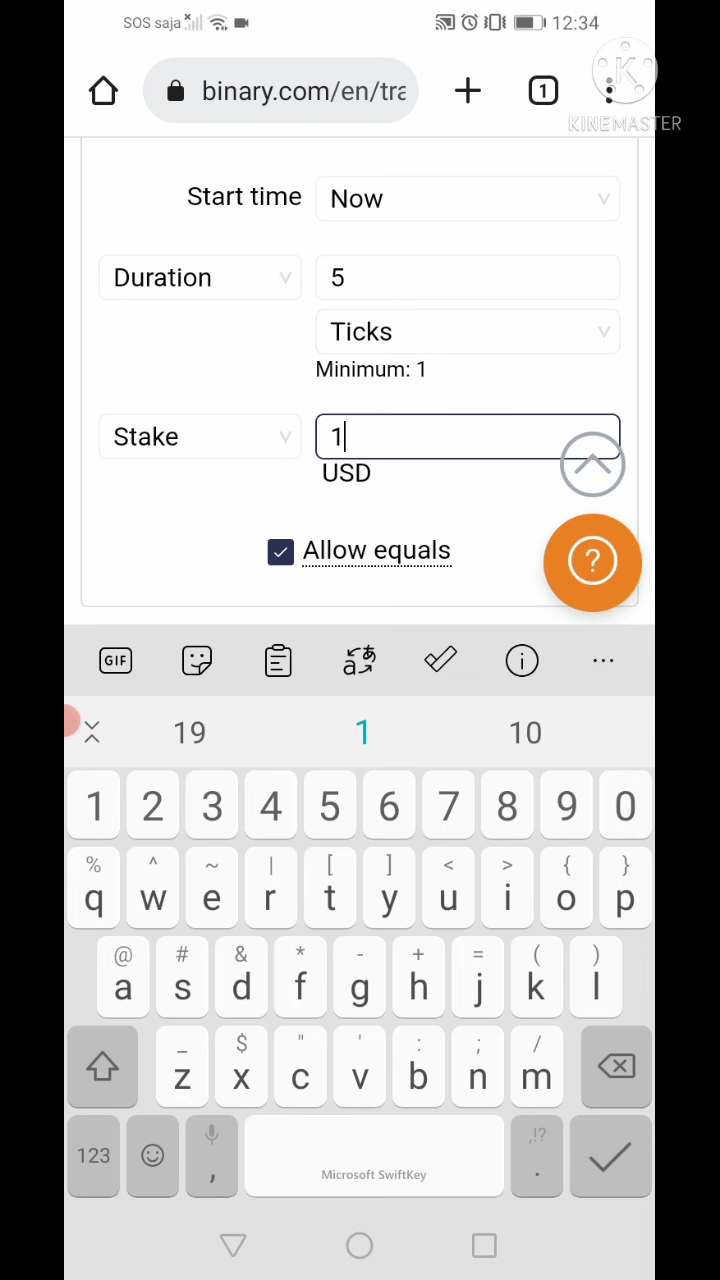 SOS saja 12:34
binary.com/en/tra 1
K
KINEMASTER
Start time Now
Duration 5
Ticks
Minimum: 1
Stake 1
USD
Allow equals
?
GIF aあ
19 1 10
1 2 3 4 5 6 7 8 9 0
% ^ ~ | [ ] < > { }
q w e r t y u i o p
@ # & * - + = ( )
a s d f g h j k l
_ $ " ' : ; /
z x c v b n m
,!?
123 , Microsoft SwiftKey .